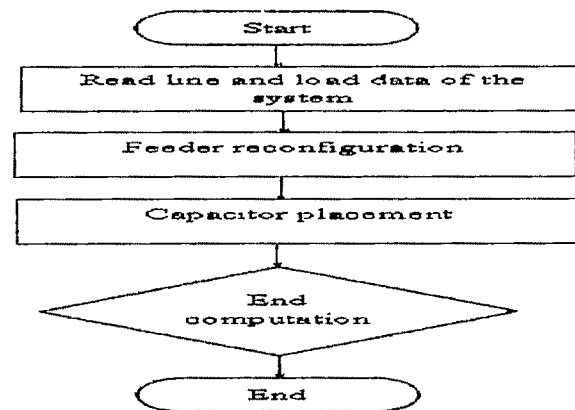 Start
Read line and load data of the
system
Feeder reconfiguration
Capacitor placement
End
computation
End